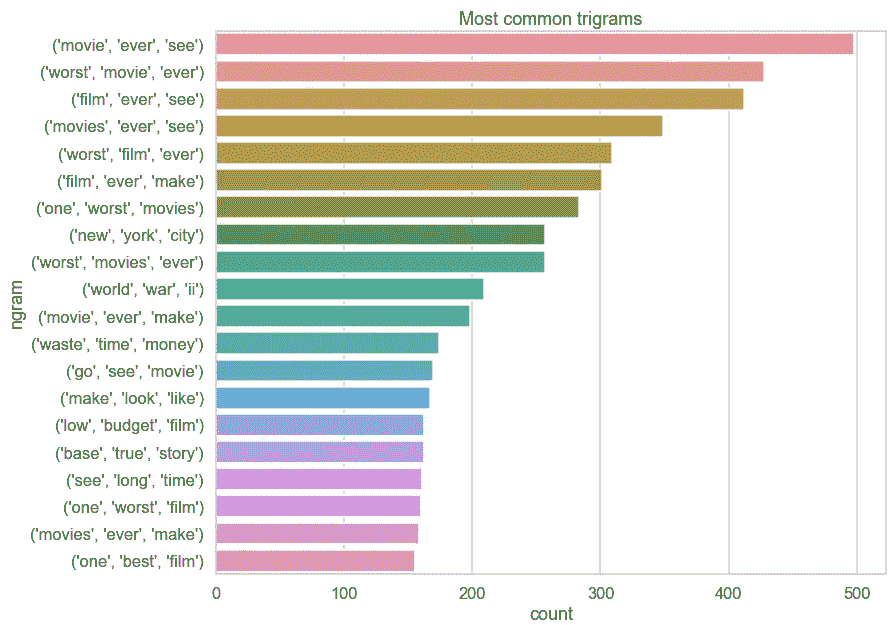 Most common trigrams
('movie', 'ever', 'see')
('worst', 'movie', 'ever')
('film', 'ever', 'see')
('movies', 'ever', 'see')
('worst', 'film', 'ever')
('film', 'ever', 'make')
('one', 'worst', 'movies')
('new', 'york', 'city')
('worst', 'movies', 'ever')
('world', 'war', 'ii')
('movie', 'ever', 'make')
('waste', 'time', 'money')
('go', 'see', 'movie')
('make', 'look', 'like')
('low', 'budget', 'film')
('base', 'true', 'story')
('see', 'long', 'time')
('one', 'worst', 'film')
('movies', 'ever', 'make')
('one', 'best', 'film')
ngram
0 100 200 300 400 500
count